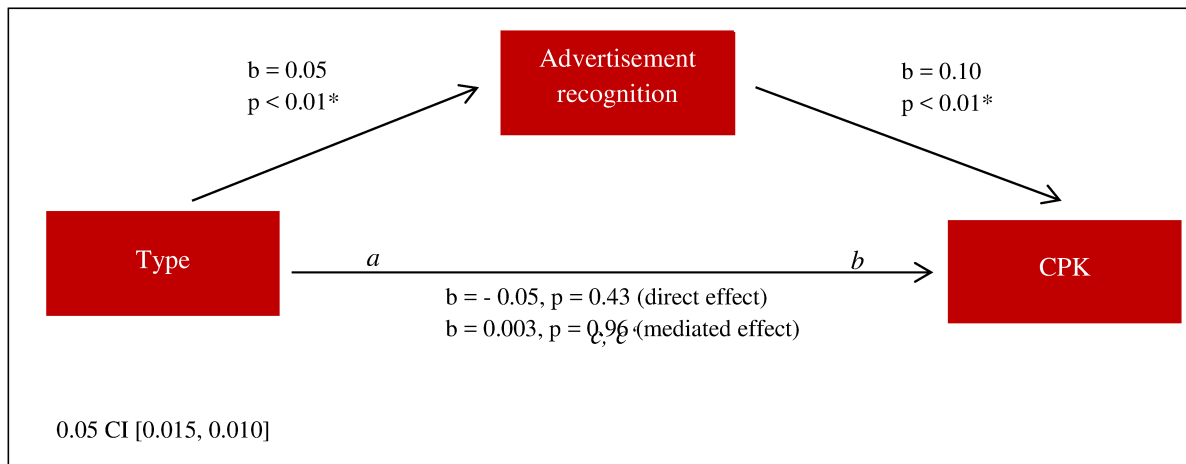 Advertisement
recognition
b = 0.05
p < 0.01*
b = 0.10
p < 0.01*
Type
CPK
a
b
b = - 0.05, p = 0.43 (direct effect)
b = 0.003, p = 0.96 (mediated effect)
c, c'
0.05 CI [0.015, 0.010]